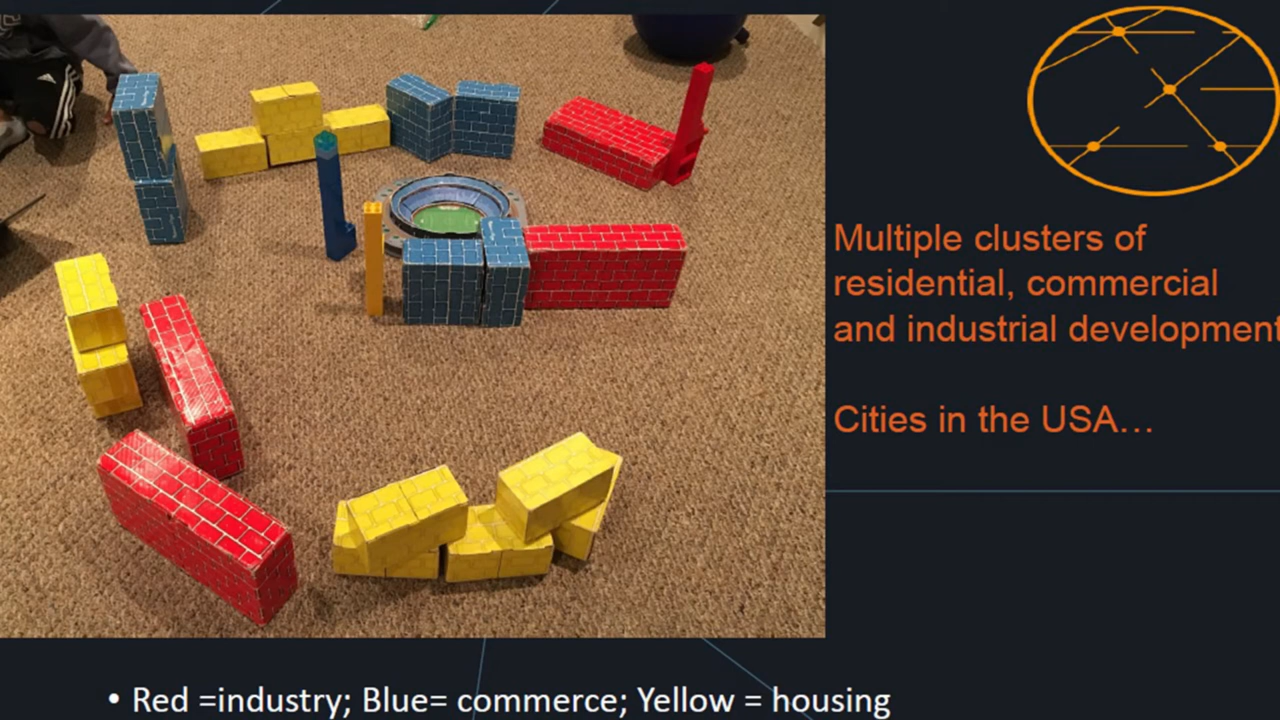 Multiple clusters of
residential, commercial
and industrial development
Cities in the USA…
• Red =industry; Blue= commerce; Yellow = housing